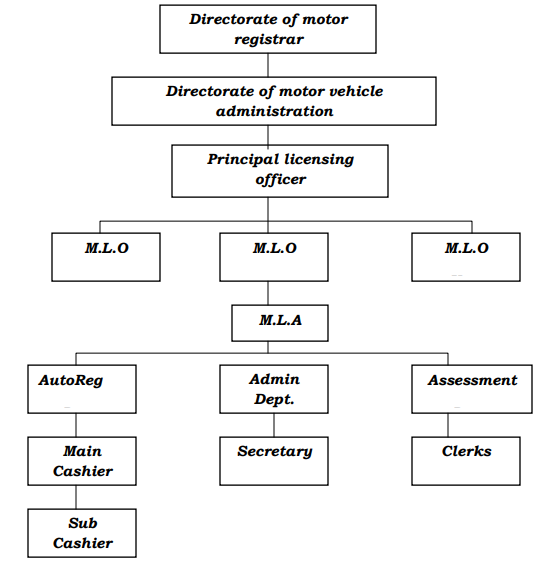 Directorate of motor
registrar
Directorate of motor vehicle
administration
Principal licensing
officer
M.L.O
M.L.O
M.L.O
M.L.A
AutoReg
Admin
Dept.
Assessment
Main
Cashier
Secretary
Clerks
Sub
Cashier